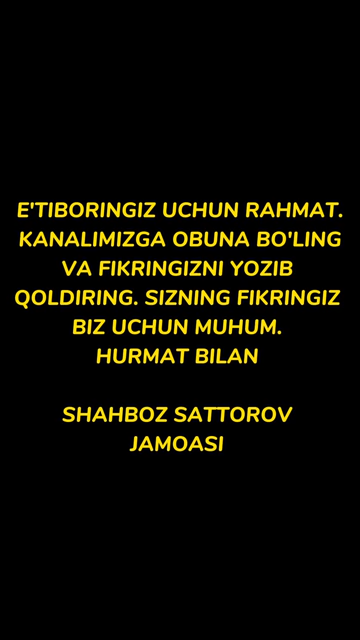 E'TIBORINGIZ UCHUN RAHMAT.
KANALIMIZGA OBUNA BO'LING
VA FIKRINGIZNI YOZIB
QOLDIRING. SIZNING FIKRINGIZ
BIZ UCHUN MUHUM.
HURMAT BILAN
SHAHBOZ SATTOROV
JAMOASI